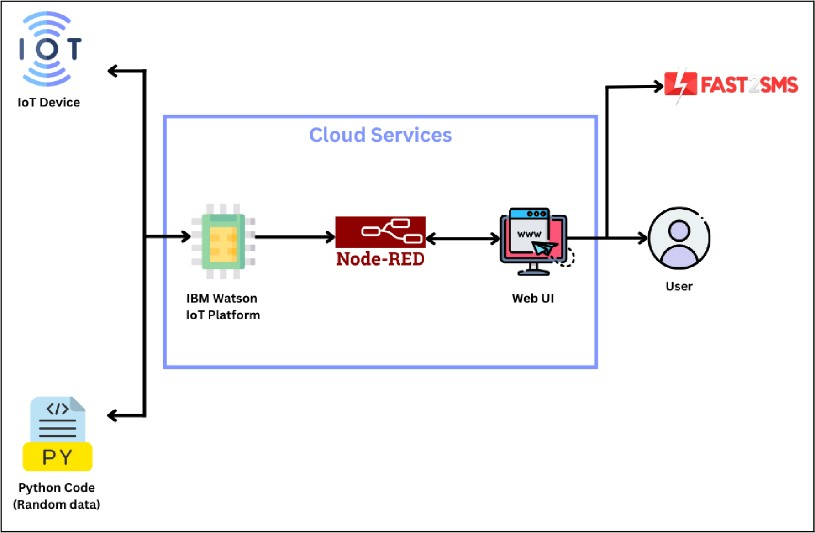 IOT
IoT Device
FAST2SMS
Cloud Services
www
Node-RED
User
IBM Watson
IoT Platform
Web UI
</>
PY
Python Code
(Random data)